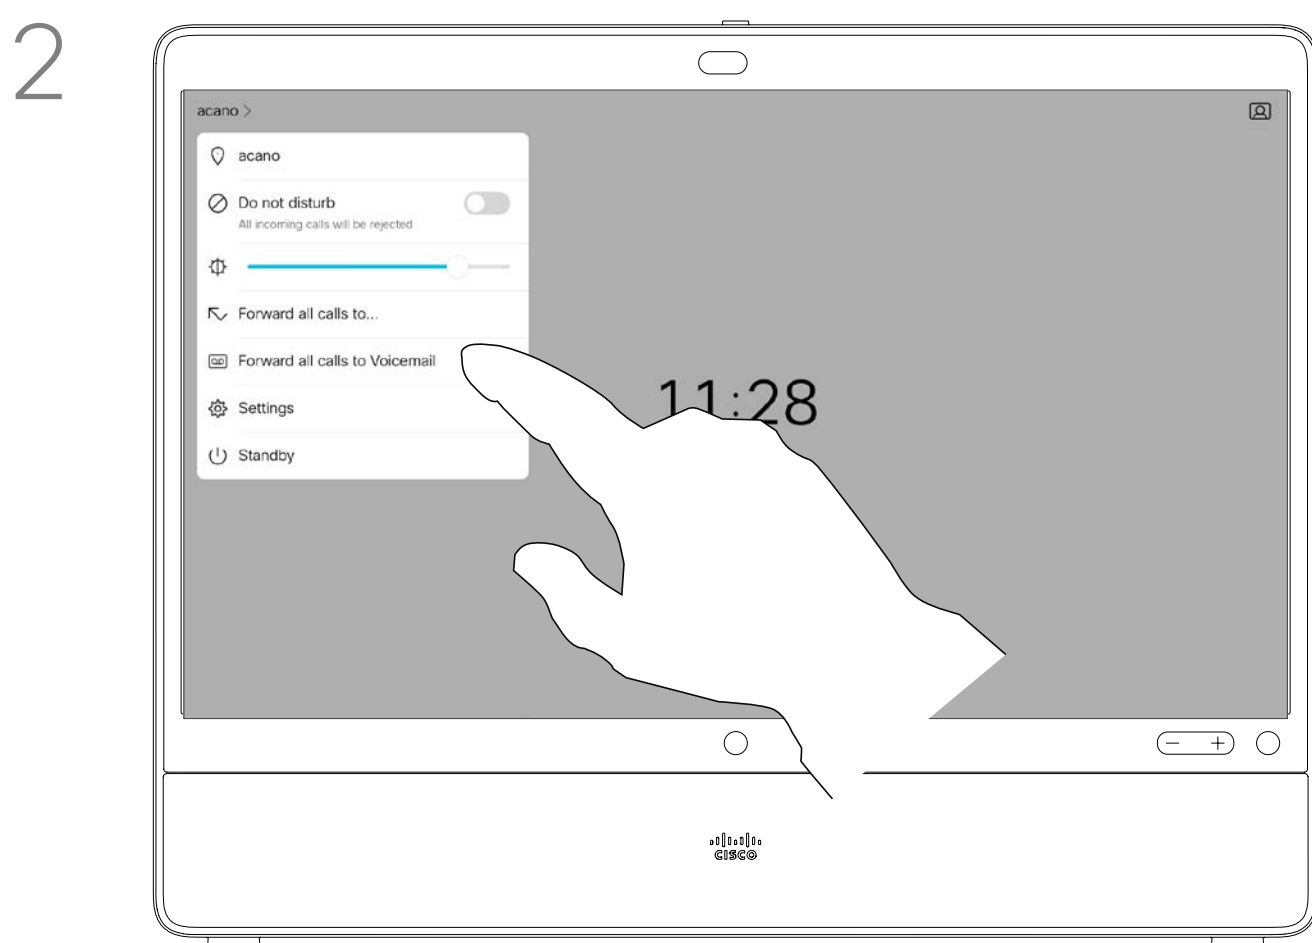 2
acano >
acano
Do not disturb
All incoming calls will be rejected
Forward all calls to...
Forward all calls to Voicemail
11:28
Settings
Standby
- +
CISCO